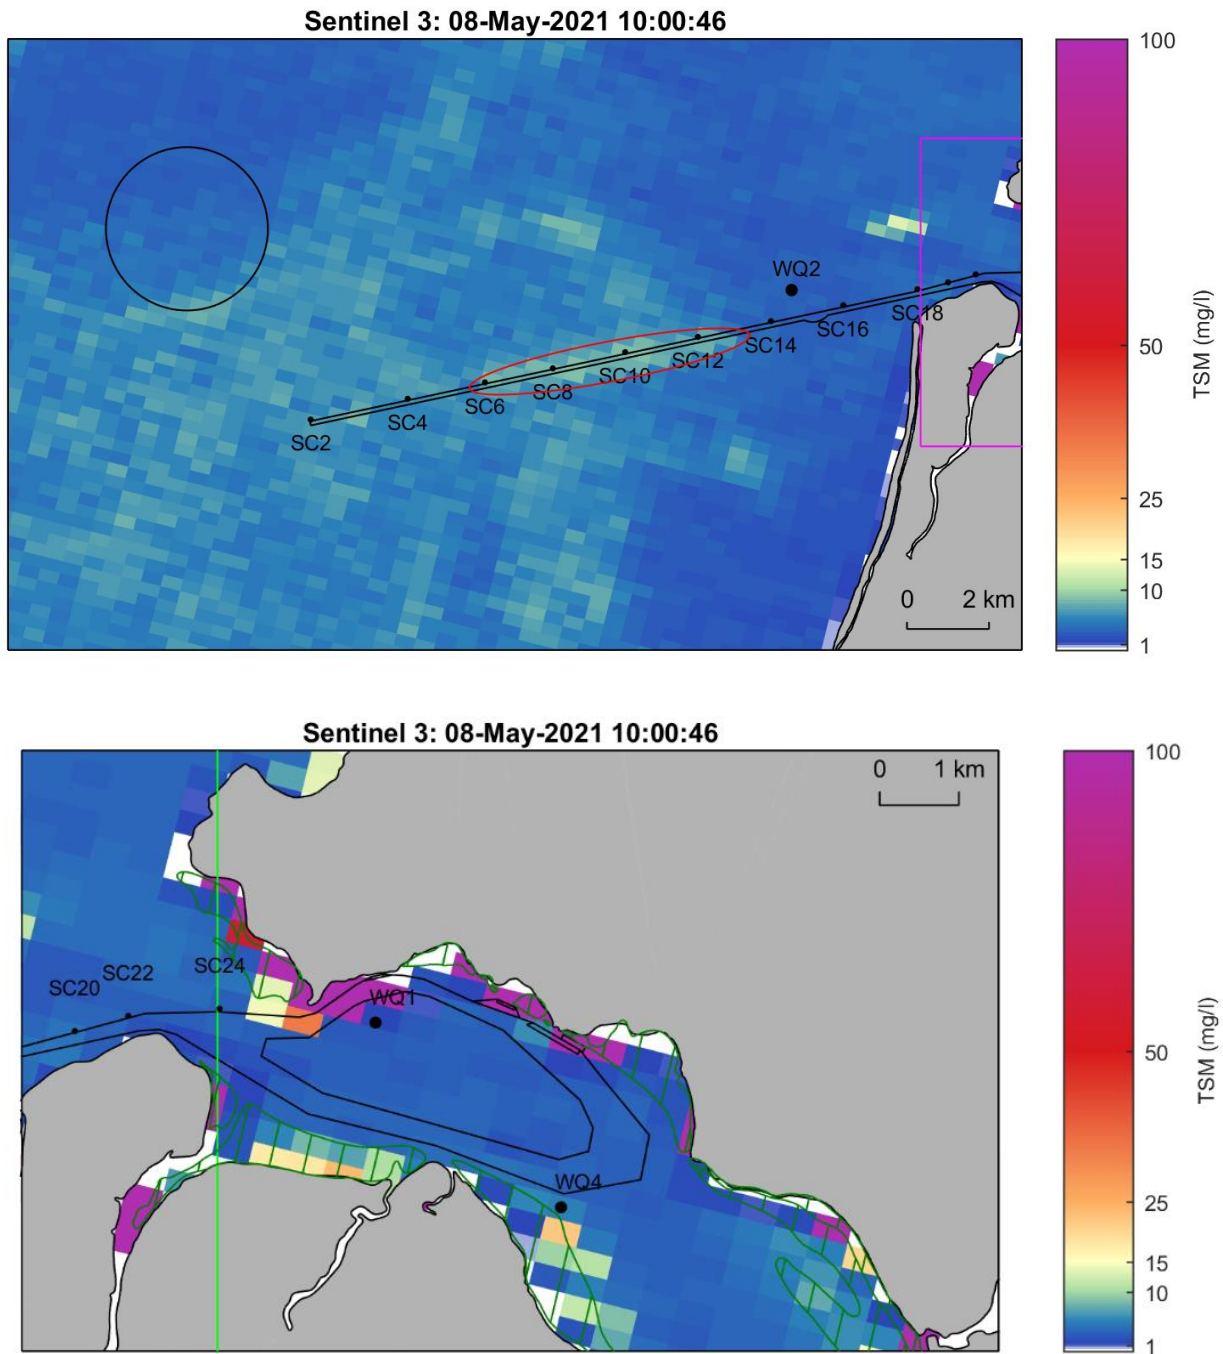 Sentinel 3: 08-May-2021 10:00:46
100
WQ2
SC18
SC16
SC14
SC12
SC10
SC8
SC6
SC4
SC2
50
25
15
10
1
TSM (mg/l)
0 2 km
Sentinel 3: 08-May-2021 10:00:46
0 1 km
100
SC24
SC22
SC20
WQ1
WQ4
50
25
15
10
1
TSM (mg/l)